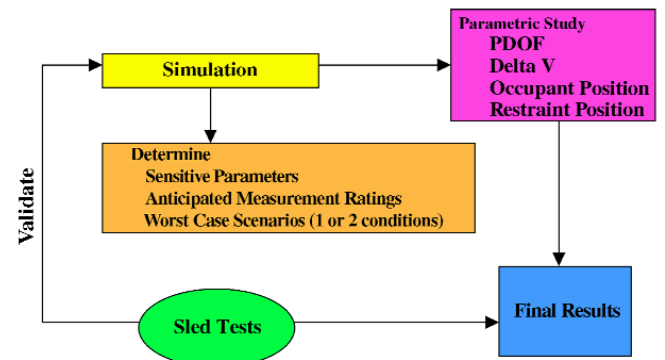 Parametric Study
PDOF
Delta V
Occupant Position
Restraint Position
Simulation
Determine
Sensitive Parameters
Anticipated Measurement Ratings
Worst Case Scenarios (1 or 2 conditions)
Validate
Sled Tests
Final Results